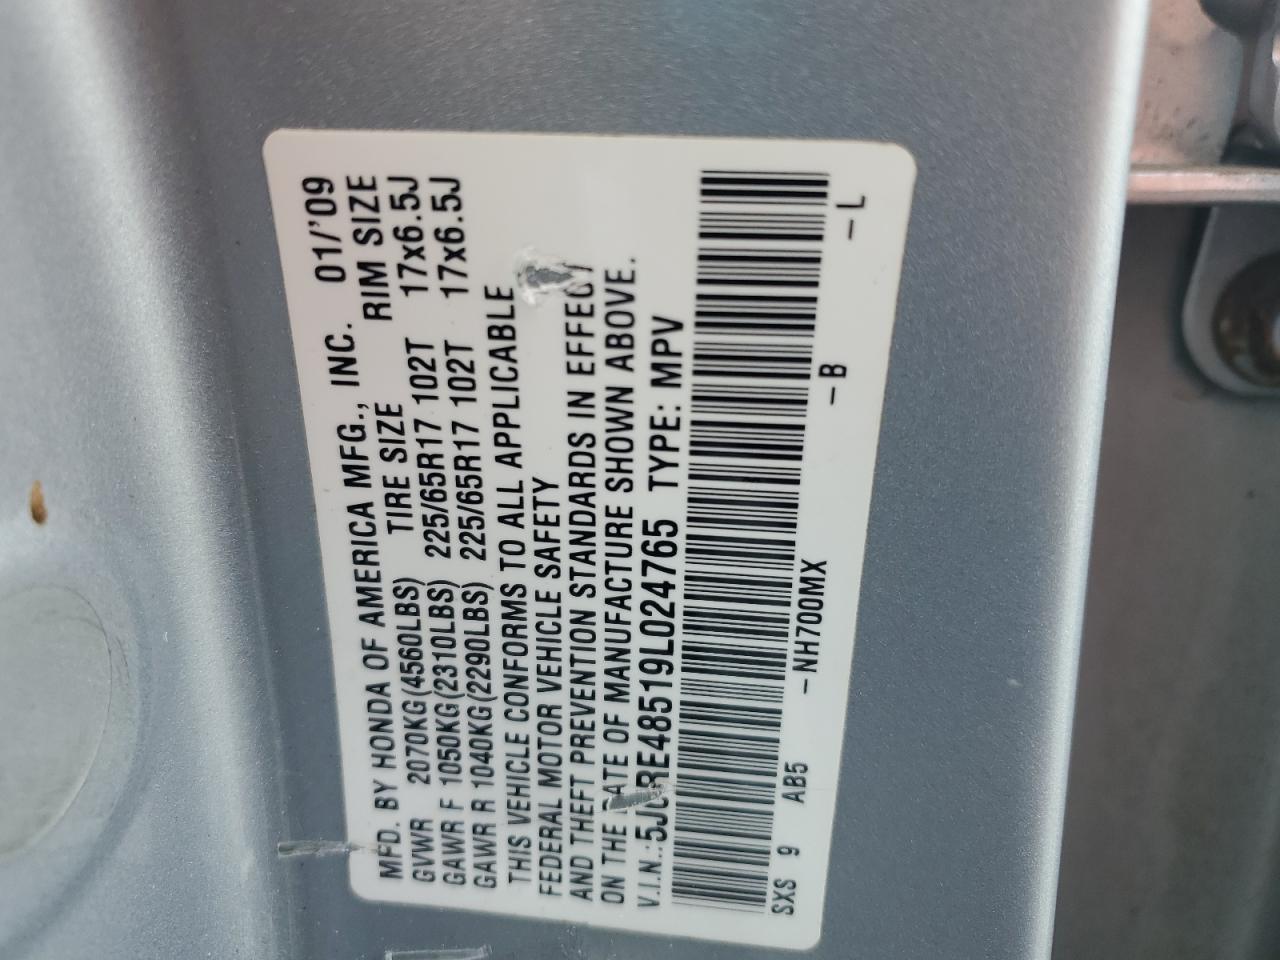 MFD. BY HONDA OF AMERICA MFG., INC. 01/'09
TIRE SIZE RIM SIZE
GVWR 2070KG(4560LBS)
GAWR F 1050KG(2310LBS) 225/65R17 102T 17x6.5J
GAWR R 1040KG(2290LBS) 225/65R17 102T 17x6.5J
THIS VEHICLE CONFORMS TO ALL APPLICABLE
FEDERAL MOTOR VEHICLE SAFETY
AND THEFT PREVENTION STANDARDS IN EFFECT
ON THE DATE OF MANUFACTURE SHOWN ABOVE.
V.I.N.: 5J6RE48519L024765 TYPE: MPV
SXS 9 AB5 -NH700MX -B -L